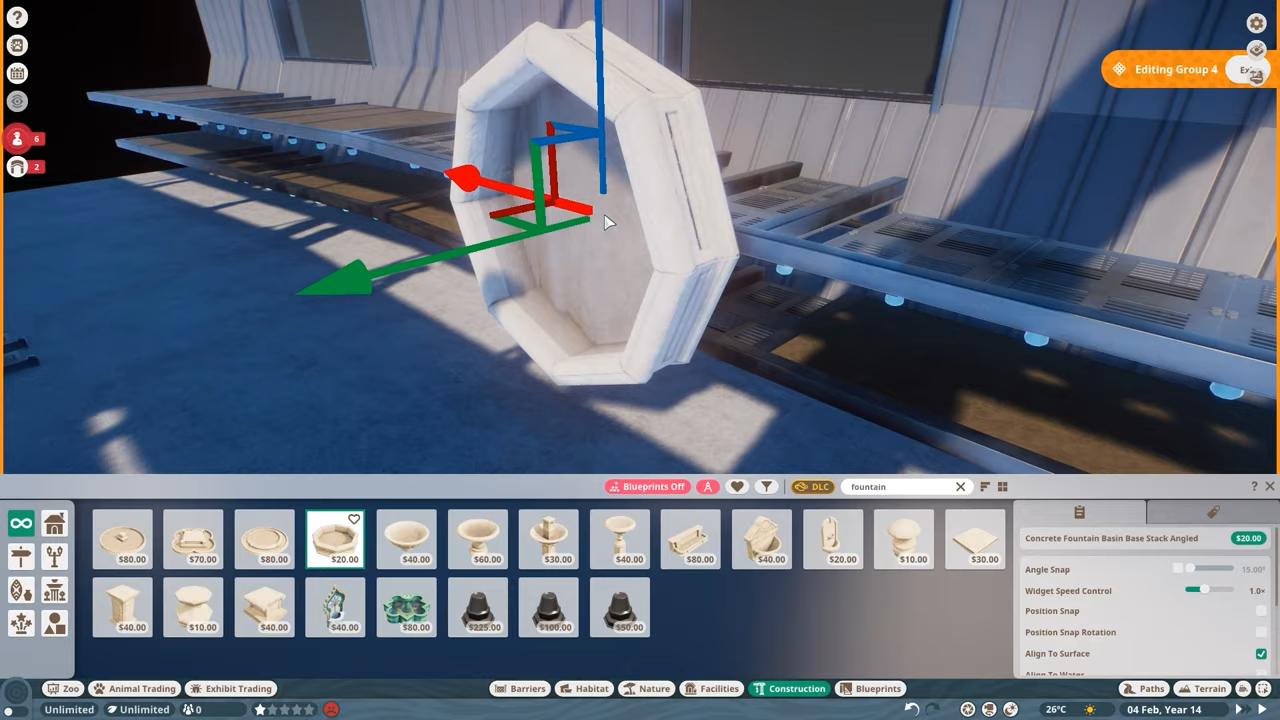 Editing Group 4
6
2
Blueprints Off
DLC
fountain
?
$80.00 $70.00 $80.00 $20.00 $40.00 $60.00 $30.00 $40.00 $80.00 $40.00 $20.00 $10.00 $30.00
$40.00 $10.00 $40.00 $40.00 $80.00 $225.00 $100.00 $50.00
Concrete Fountain Basin Base Stack Angled $20.00
Angle Snap 15.00°
Widget Speed Control 1.0×
Position Snap
Position Snap Rotation
Align To Surface
Zoo Animal Trading Exhibit Trading Barriers Habitat Nature Facilities Construction Blueprints Paths Terrain
Unlimited Unlimited 0 26°C 04 Feb, Year 14